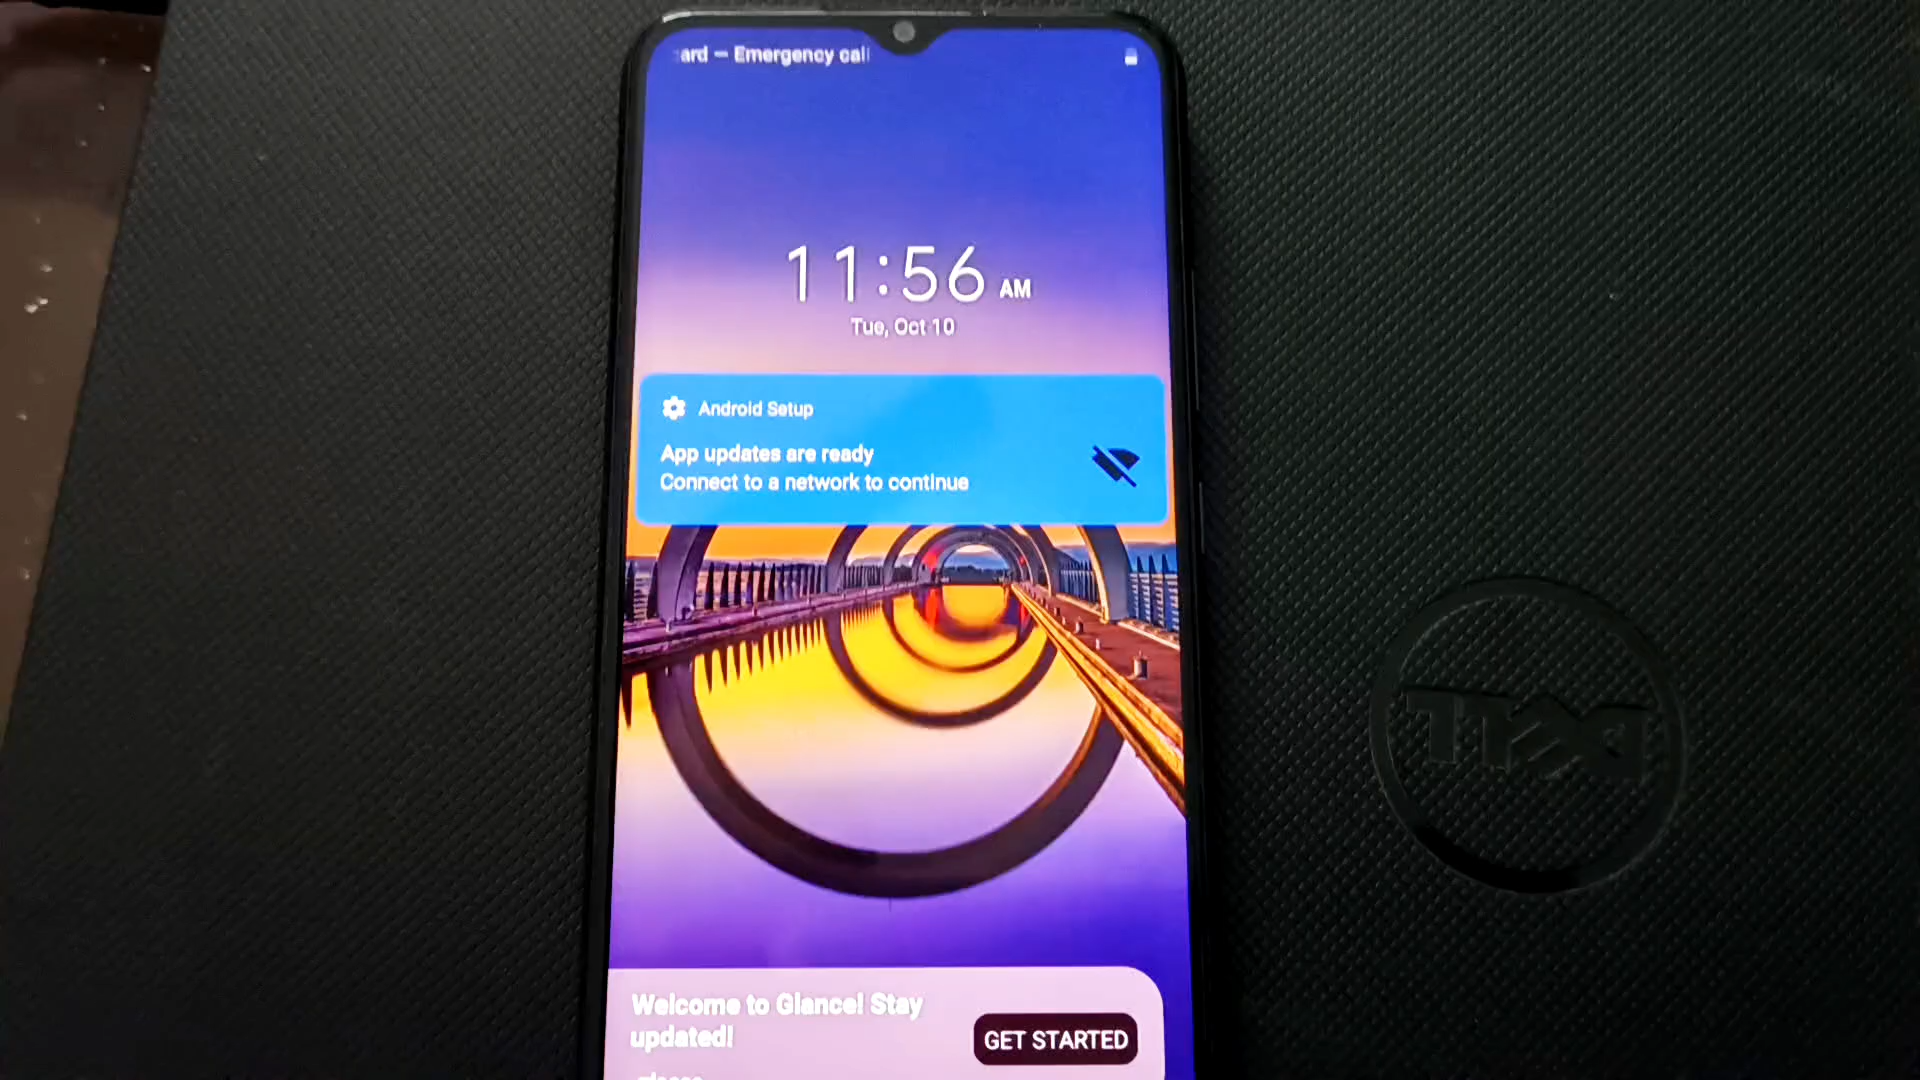 ard — Emergency call
11:56 AM
Tue, Oct 10
Android Setup
App updates are ready
Connect to a network to continue
Welcome to Glance! Stay
updated!
GET STARTED